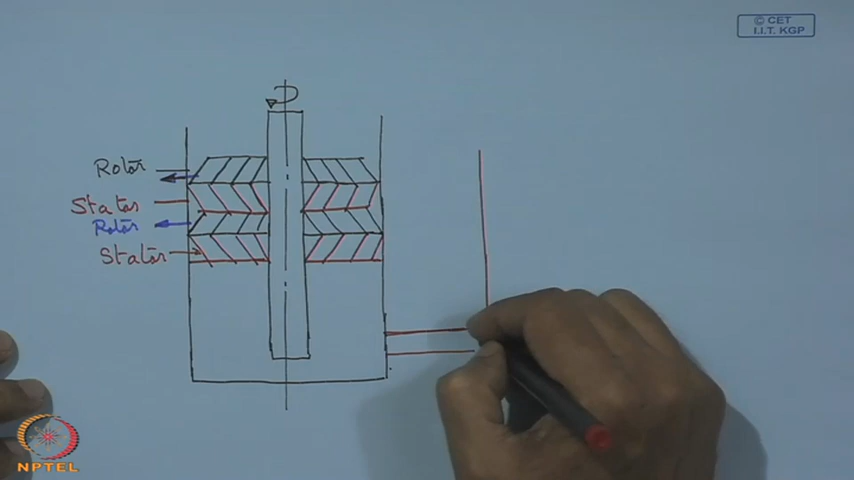 © CET
I.I.T. KGP
Rotor
Stator
Rotor
Stator
NPTEL